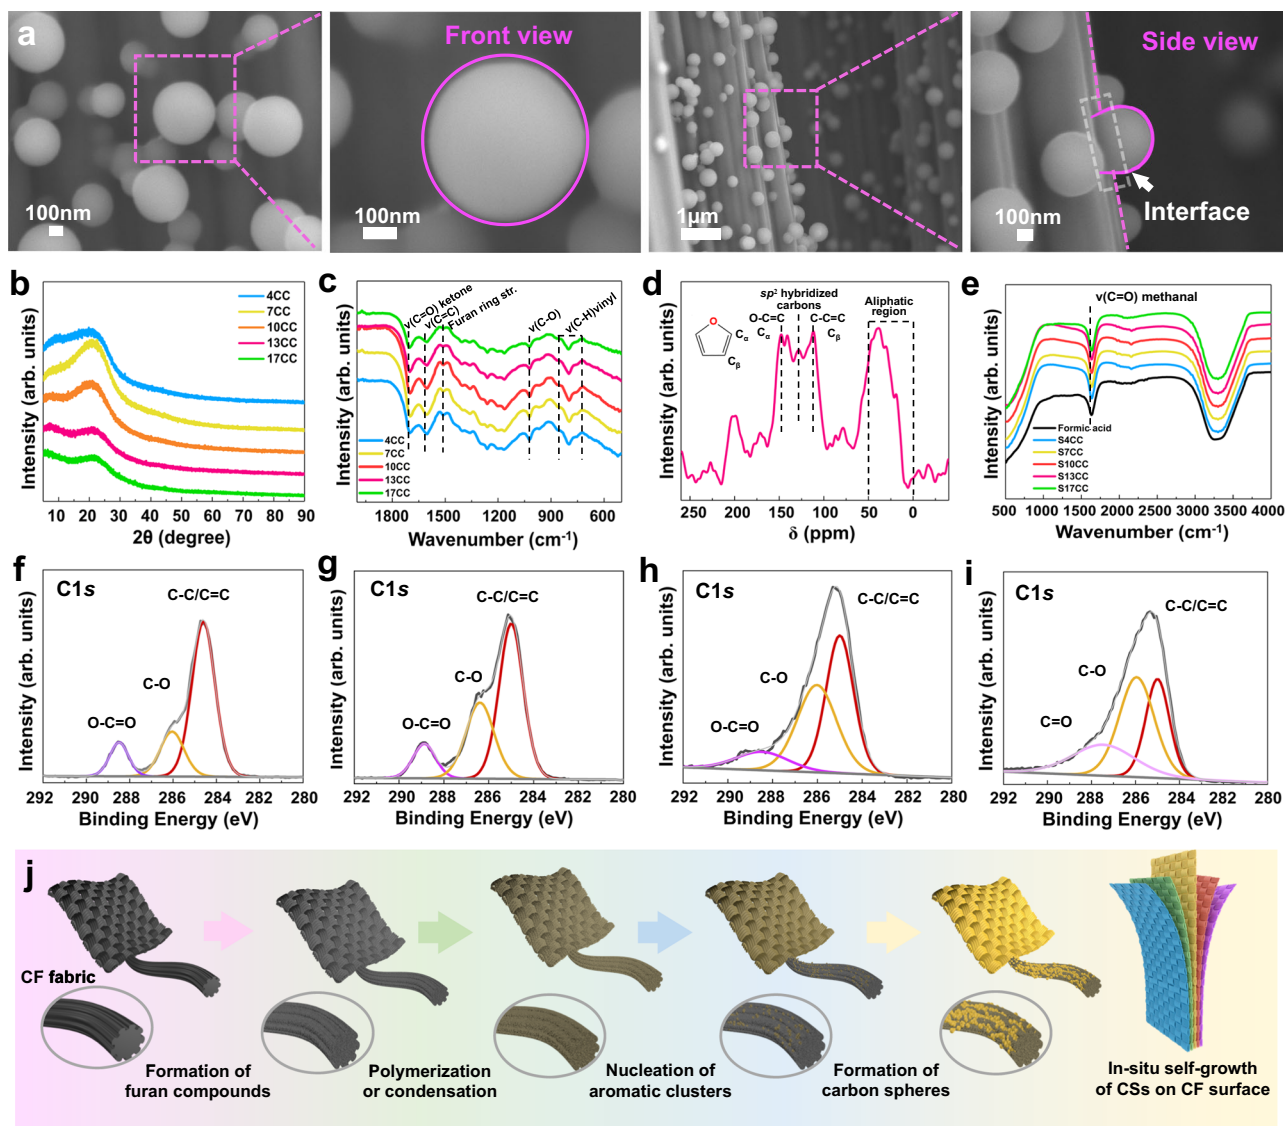 a
Front view
Side view
Interface
100nm
100nm
1μm
100nm
b
Intensity (arb. units)
4CC
7CC
10CC
13CC
17CC
10 20 30 40 50 60 70 80 90
2θ (degree)
c
Intensity (arb. units)
ν(C=O) ketone
ν(C=C)
Furan ring str.
ν(C-O)
ν(C-H)vinyl
4CC
7CC
10CC
13CC
17CC
1800 1500 1200 900 600
Wavenumber (cm-1)
d
Intensity (arb. units)
sp2 hybridized
carbons
O-C=C
Cα
C-C=C
Cβ
Aliphatic
region
O
Cα
Cβ
250 200 150 100 50 0
δ (ppm)
e
Intensity (arb. units)
ν(C=O) methanal
Formic acid
S4CC
S7CC
S10CC
S13CC
S17CC
500 1000 1500 2000 2500 3000 3500 4000
Wavenumber (cm-1)
f
Intensity (arb. units)
C1s
C-C/C=C
C-O
O-C=O
292 290 288 286 284 282 280
Binding Energy (eV)
g
Intensity (arb. units)
C1s
C-C/C=C
C-O
O-C=O
292 290 288 286 284 282 280
Binding Energy (eV)
h
Intensity (arb. units)
C1s
C-C/C=C
C-O
O-C=O
292 290 288 286 284 282 280
Binding Energy (eV)
i
Intensity (arb. units)
C1s
C-C/C=C
C-O
C=O
292 290 288 286 284 282 280
Binding Energy (eV)
j
CF fabric
Formation of
furan compounds
Polymerization
or condensation
Nucleation of
aromatic clusters
Formation of
carbon spheres
In-situ self-growth
of CSs on CF surface